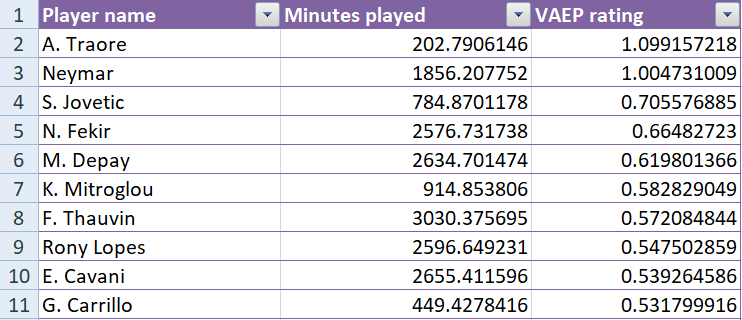 1 Player name Minutes played VAEP rating
2 A. Traore 202.7906146 1.099157218
3 Neymar 1856.207752 1.004731009
4 S. Jovetic 784.8701178 0.705576885
5 N. Fekir 2576.731738 0.66482723
6 M. Depay 2634.701474 0.619801366
7 K. Mitroglou 914.853806 0.582829049
8 F. Thauvin 3030.375695 0.572084844
9 Rony Lopes 2596.649231 0.547502859
10 E. Cavani 2655.411596 0.539264586
11 G. Carrillo 449.4278416 0.531799916